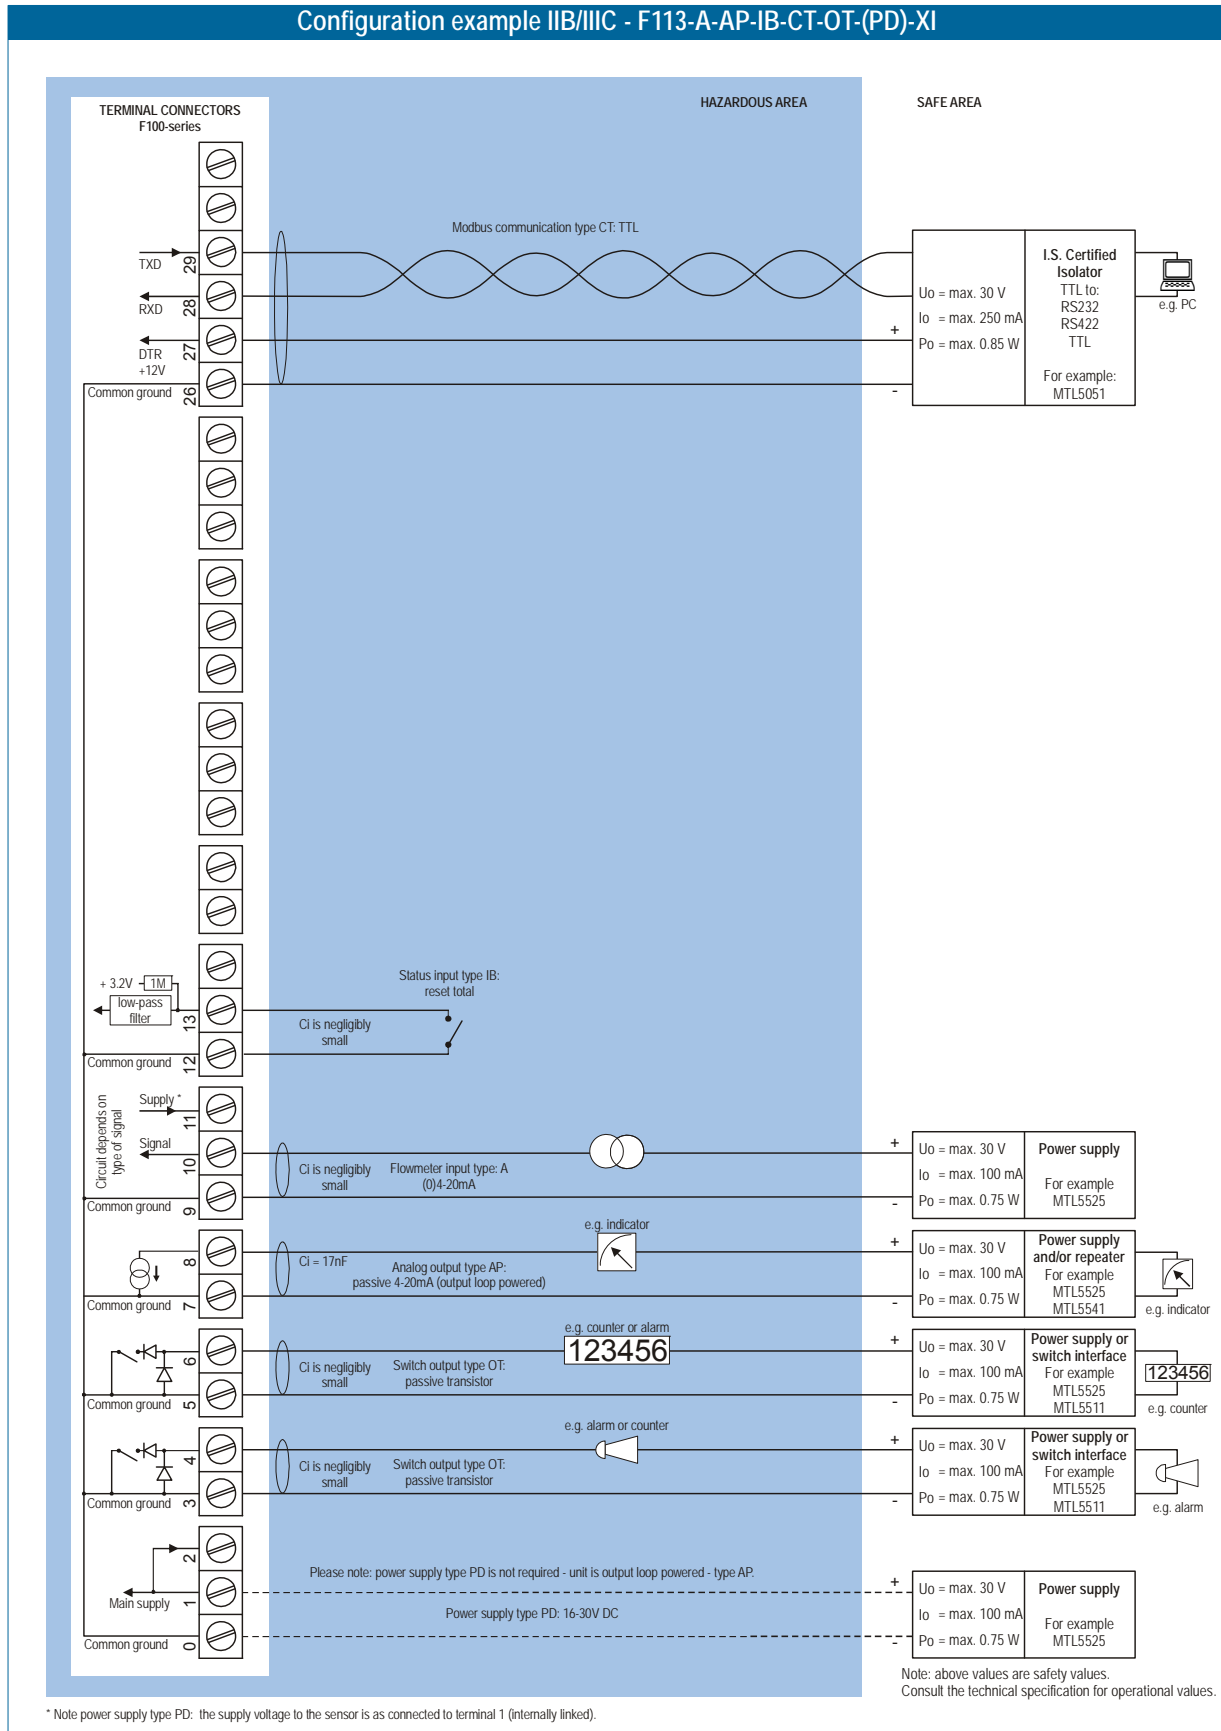 Configuration example IIB/IIIC - F113-A-AP-IB-CT-OT-(PD)-XI
TERMINAL CONNECTORS
F100-series
HAZARDOUS AREA
SAFE AREA
Modbus communication type CT: TTL
TXD
29
RXD
28
DTR
+12V
27
Common ground
26
+
-
Uo = max. 30 V
Io = max. 250 mA
Po = max. 0.85 W
I.S. Certified
Isolator
TTL to:
RS232
RS422
TTL
For example:
MTL5051
e.g. PC
+ 3.2V
1M
low-pass
filter
13
Common ground
12
Status input type IB:
reset total
Ci is negligibly
small
Circuit depends on
type of signal
Supply *
11
Signal
10
Common ground
9
Ci is negligibly
small
Flowmeter input type: A
(0)4-20mA
+
-
Uo = max. 30 V
Io = max. 100 mA
Po = max. 0.75 W
Power supply
For example
MTL5525
8
Common ground
7
Ci = 17nF
e.g. indicator
Analog output type AP:
passive 4-20mA (output loop powered)
+
-
Uo = max. 30 V
Io = max. 100 mA
Po = max. 0.75 W
Power supply
and/or repeater
For example
MTL5525
MTL5541
e.g. indicator
6
Common ground
5
Ci is negligibly
small
e.g. counter or alarm
123456
Switch output type OT:
passive transistor
+
-
Uo = max. 30 V
Io = max. 100 mA
Po = max. 0.75 W
Power supply or
switch interface
For example
MTL5525
MTL5511
123456
e.g. counter
4
Common ground
3
Ci is negligibly
small
e.g. alarm or counter
Switch output type OT:
passive transistor
+
-
Uo = max. 30 V
Io = max. 100 mA
Po = max. 0.75 W
Power supply or
switch interface
For example
MTL5525
MTL5511
e.g. alarm
2
Main supply
1
Common ground
0
Please note: power supply type PD is not required - unit is output loop powered - type AP.
Power supply type PD: 16-30V DC
+
-
Uo = max. 30 V
Io = max. 100 mA
Po = max. 0.75 W
Power supply
For example
MTL5525
Note: above values are safety values.
Consult the technical specification for operational values.
* Note power supply type PD: the supply voltage to the sensor is as connected to terminal 1 (internally linked).